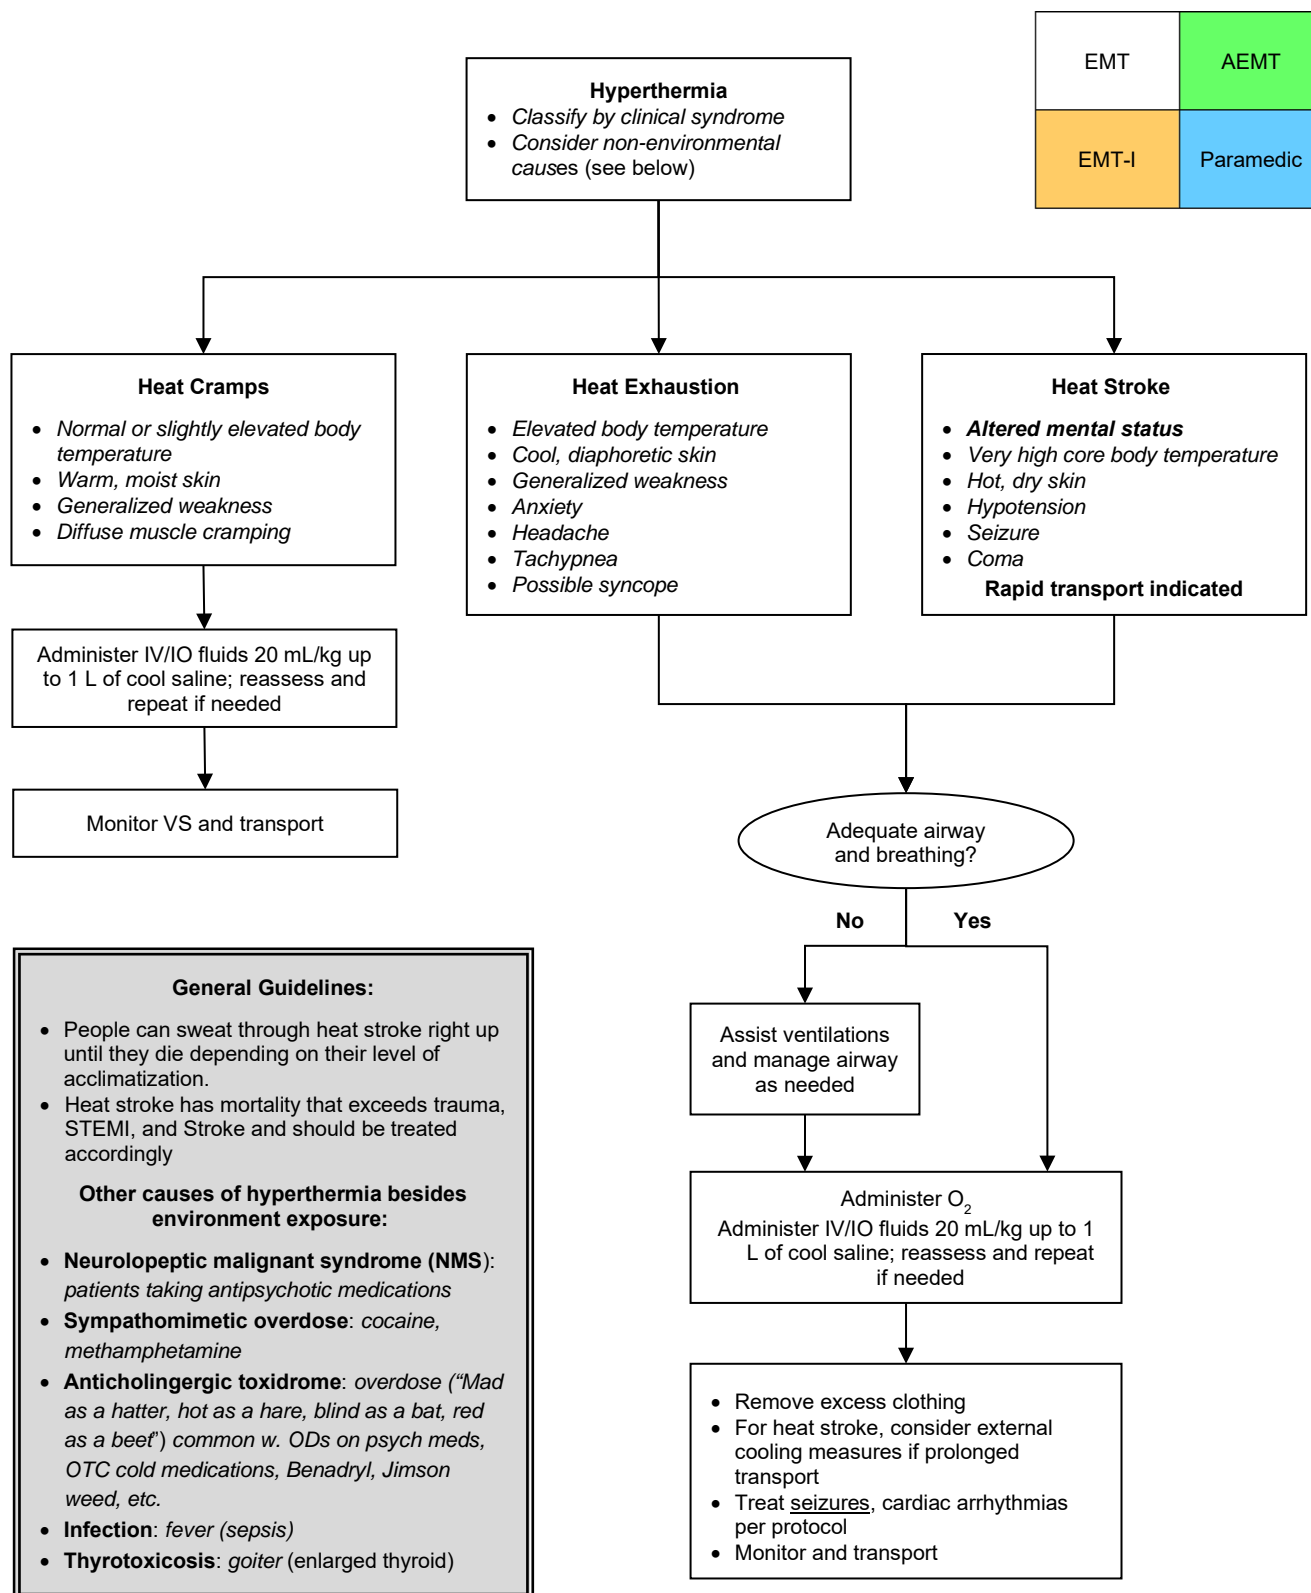 EMT
AEMT
EMT-I
Paramedic
Hyperthermia
• Classify by clinical syndrome
• Consider non-environmental
causes (see below)
Heat Cramps
• Normal or slightly elevated body
temperature
• Warm, moist skin
• Generalized weakness
• Diffuse muscle cramping
Heat Exhaustion
• Elevated body temperature
• Cool, diaphoretic skin
• Generalized weakness
• Anxiety
• Headache
• Tachypnea
• Possible syncope
Heat Stroke
• Altered mental status
• Very high core body temperature
• Hot, dry skin
• Hypotension
• Seizure
• Coma
Rapid transport indicated
Administer IV/IO fluids 20 mL/kg up
to 1 L of cool saline; reassess and
repeat if needed
Monitor VS and transport
Adequate airway
and breathing?
No
Yes
Assist ventilations
and manage airway
as needed
Administer O2
Administer IV/IO fluids 20 mL/kg up to 1
L of cool saline; reassess and repeat
if needed
• Remove excess clothing
• For heat stroke, consider external
cooling measures if prolonged
transport
• Treat seizures, cardiac arrhythmias
per protocol
• Monitor and transport
General Guidelines:
• People can sweat through heat stroke right up
until they die depending on their level of
acclimatization.
• Heat stroke has mortality that exceeds trauma,
STEMI, and Stroke and should be treated
accordingly
Other causes of hyperthermia besides
environment exposure:
• Neurolopeptic malignant syndrome (NMS):
patients taking antipsychotic medications
• Sympathomimetic overdose: cocaine,
methamphetamine
• Anticholingergic toxidrome: overdose (“Mad
as a hatter, hot as a hare, blind as a bat, red
as a beet”) common w. ODs on psych meds,
OTC cold medications, Benadryl, Jimson
weed, etc.
• Infection: fever (sepsis)
• Thyrotoxicosis: goiter (enlarged thyroid)